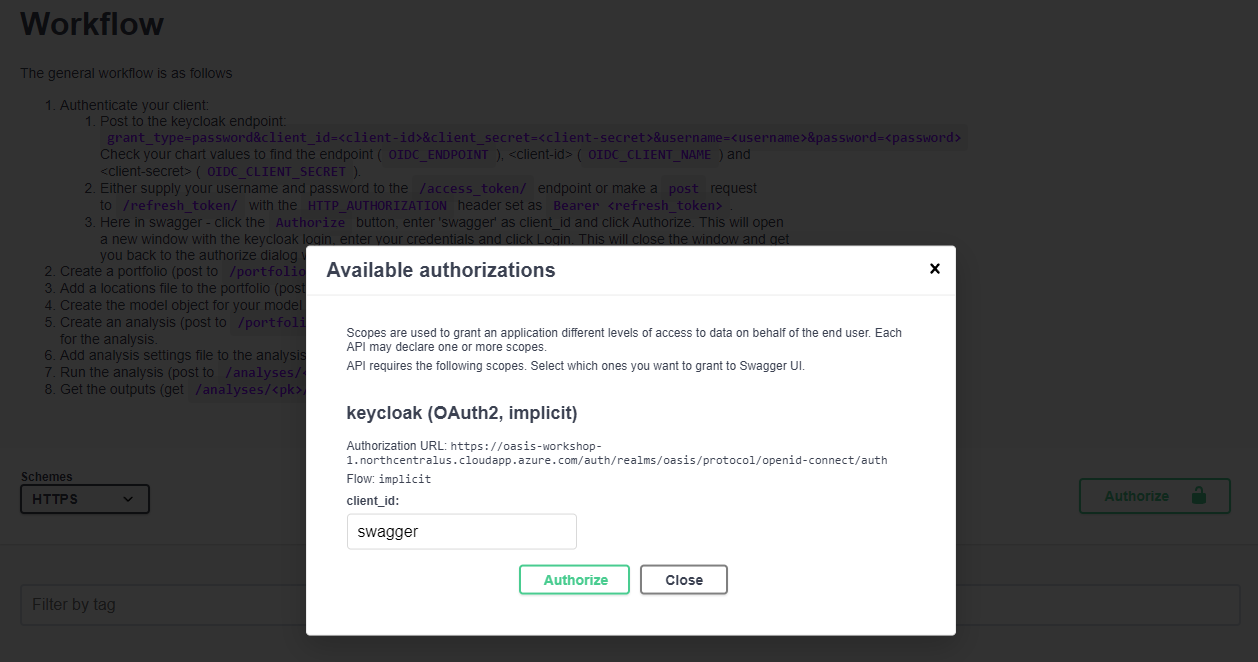 Workflow
The general workflow is as follows
1. Authenticate your client:
1. Post to the keycloak endpoint:
grant_type=password&client_id=<client-id>&client_secret=<client-secret>&username=<username>&password=<password>
Check your chart values to find the endpoint ( OIDC_ENDPOINT ), <client-id> ( OIDC_CLIENT_NAME ) and
<client-secret> ( OIDC_CLIENT_SECRET ).
2. Either supply your username and password to the /access_token/ endpoint or make a post request
to /refresh_token/ with the HTTP_AUTHORIZATION header set as Bearer <refresh_token> .
3. Here in swagger - click the Authorize button, enter 'swagger' as client_id and click Authorize. This will open
a new window with the keycloak login, enter your credentials and click Login. This will close the window and get
you back to the authorize dialog
2. Create a portfolio (post to /portfolio
3. Add a locations file to the portfolio (post
4. Create the model object for your model
5. Create an analysis (post to /portfoli
for the analysis.
6. Add analysis settings file to the analysis
7. Run the analysis (post to /analyses/<
8. Get the outputs (get /analyses/<pk>/
Available authorizations
Scopes are used to grant an application different levels of access to data on behalf of the end user. Each
API may declare one or more scopes.
API requires the following scopes. Select which ones you want to grant to Swagger UI.
keycloak (OAuth2, implicit)
Authorization URL: https://oasis-workshop-
1.northcentralus.cloudapp.azure.com/auth/realms/oasis/protocol/openid-connect/auth
Flow: implicit
client_id:
swagger
Authorize Close
Schemes
HTTPS
Authorize
Filter by tag